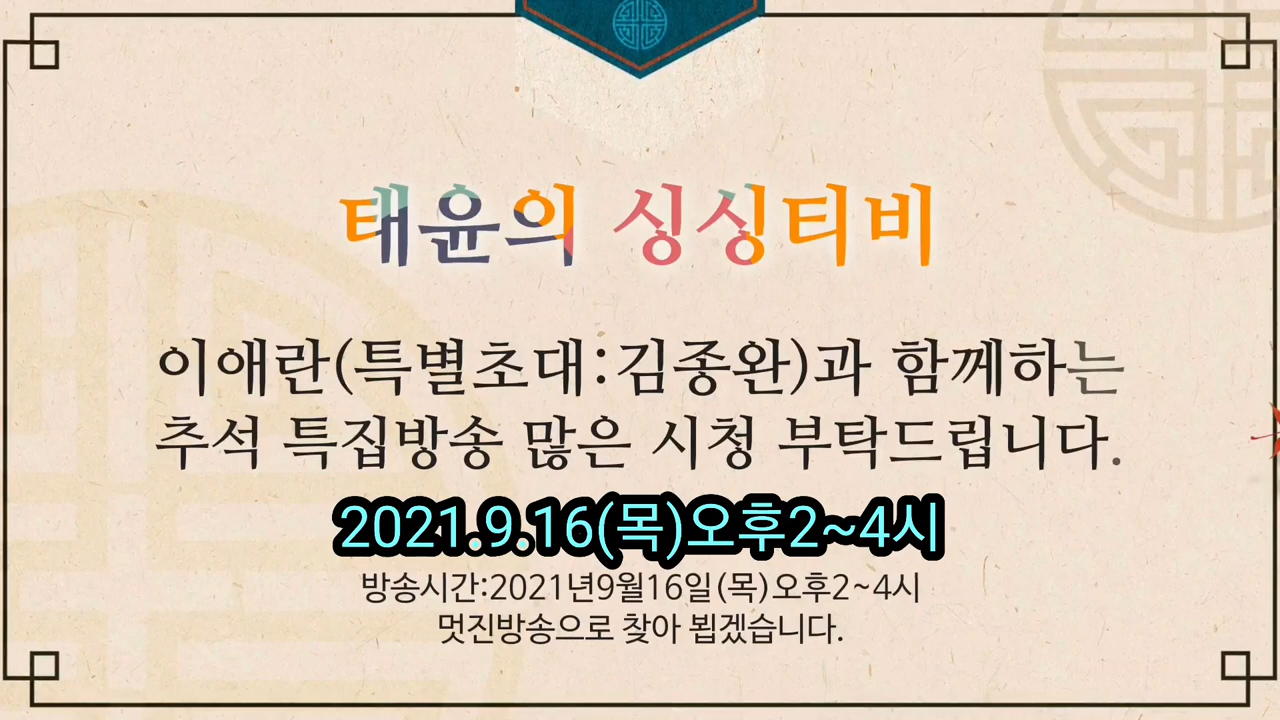 태윤의 싱싱티비
이애란(특별초대:김종완)과 함께하는
추석 특집방송 많은 시청 부탁드립니다.
2021.9.16(목)오후2~4시
방송시간:2021년9월16일(목)오후2~4시
멋진방송으로 찾아 뵙겠습니다.